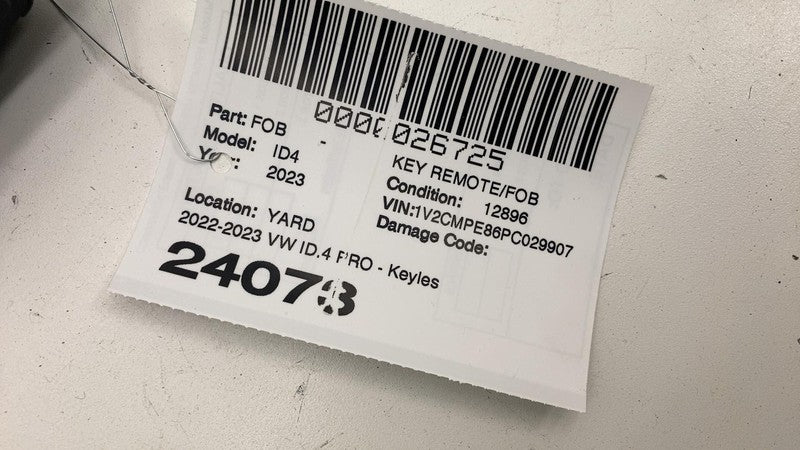 0000026725
Part: FOB - KEY REMOTE/FOB
Model: ID4 Condition: 12896
Year: 2023 VIN:1V2CMPE86PC029907
Damage Code:
Location: YARD
2022-2023 VW ID.4 PRO - Keyles
24073